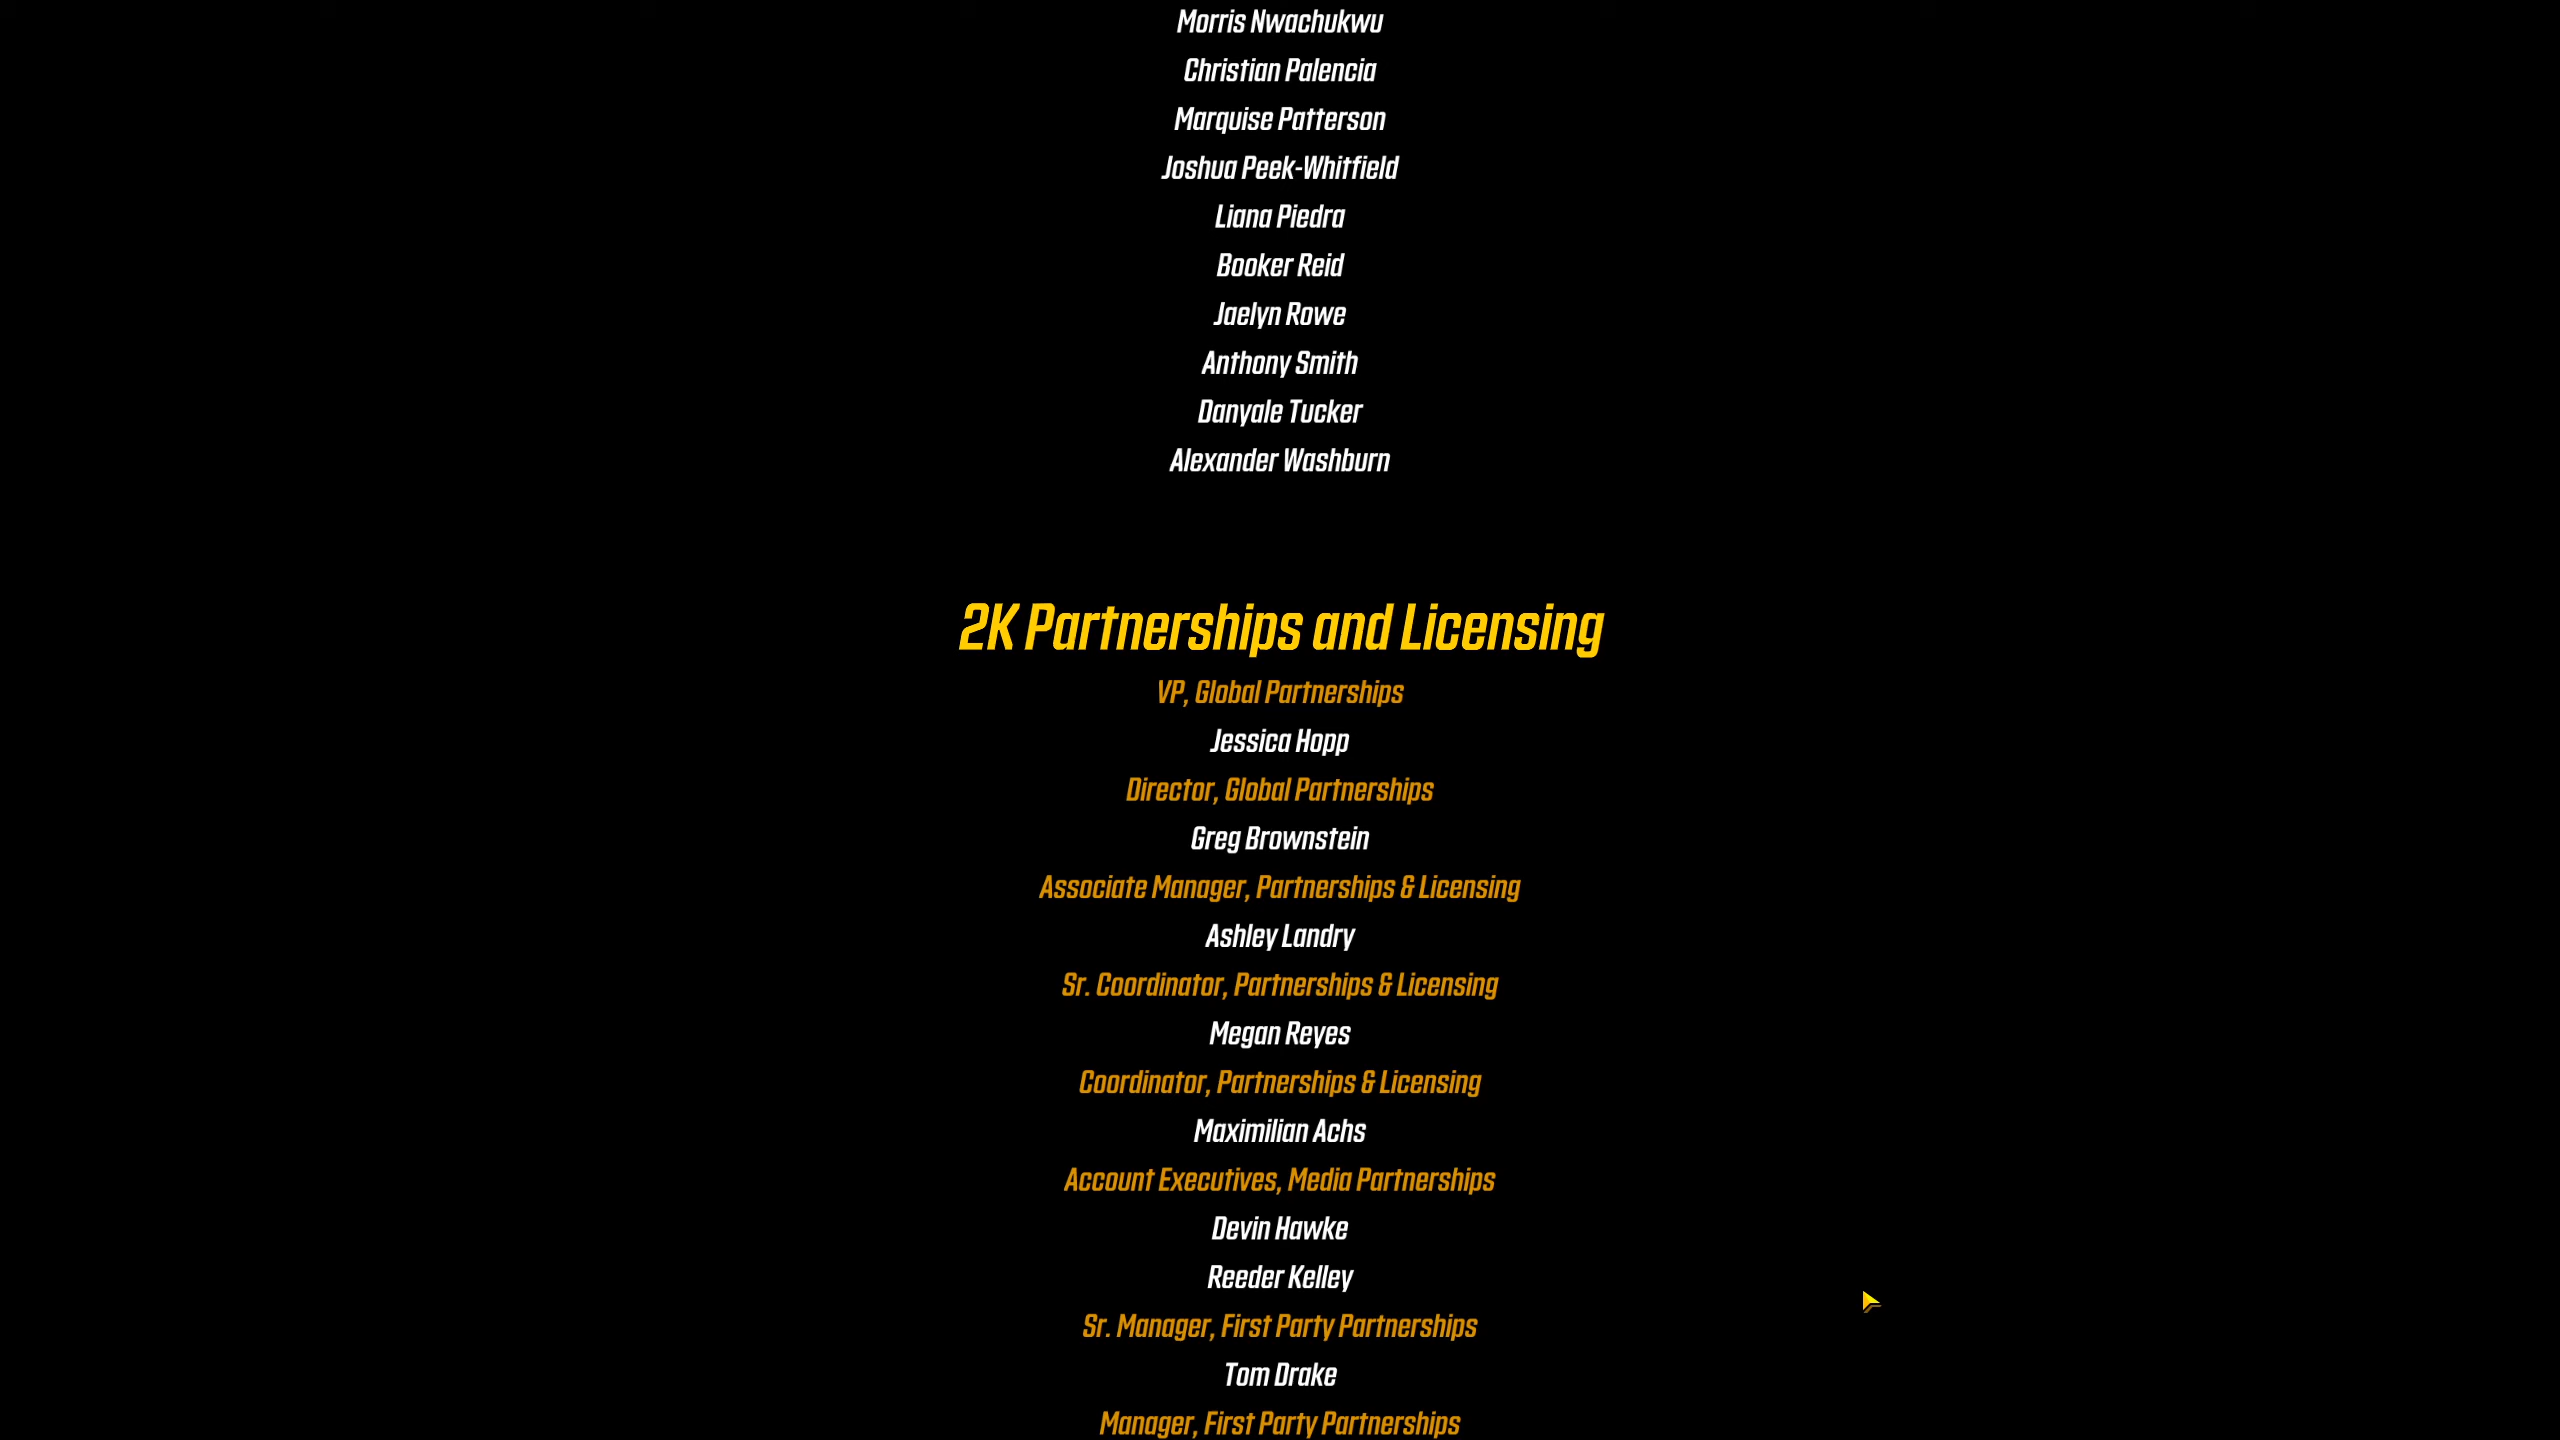 Morris Nwachukwu
Christian Palencia
Marquise Patterson
Joshua Peek-Whitfield
Liana Piedra
Booker Reid
Jaelyn Rowe
Anthony Smith
Danyale Tucker
Alexander Washburn
2K Partnerships and Licensing
VP, Global Partnerships
Jessica Hopp
Director, Global Partnerships
Greg Brownstein
Associate Manager, Partnerships & Licensing
Ashley Landry
Sr. Coordinator, Partnerships & Licensing
Megan Reyes
Coordinator, Partnerships & Licensing
Maximilian Achs
Account Executives, Media Partnerships
Devin Hawke
Reeder Kelley
Sr. Manager, First Party Partnerships
Tom Drake
Manager, First Party Partnerships